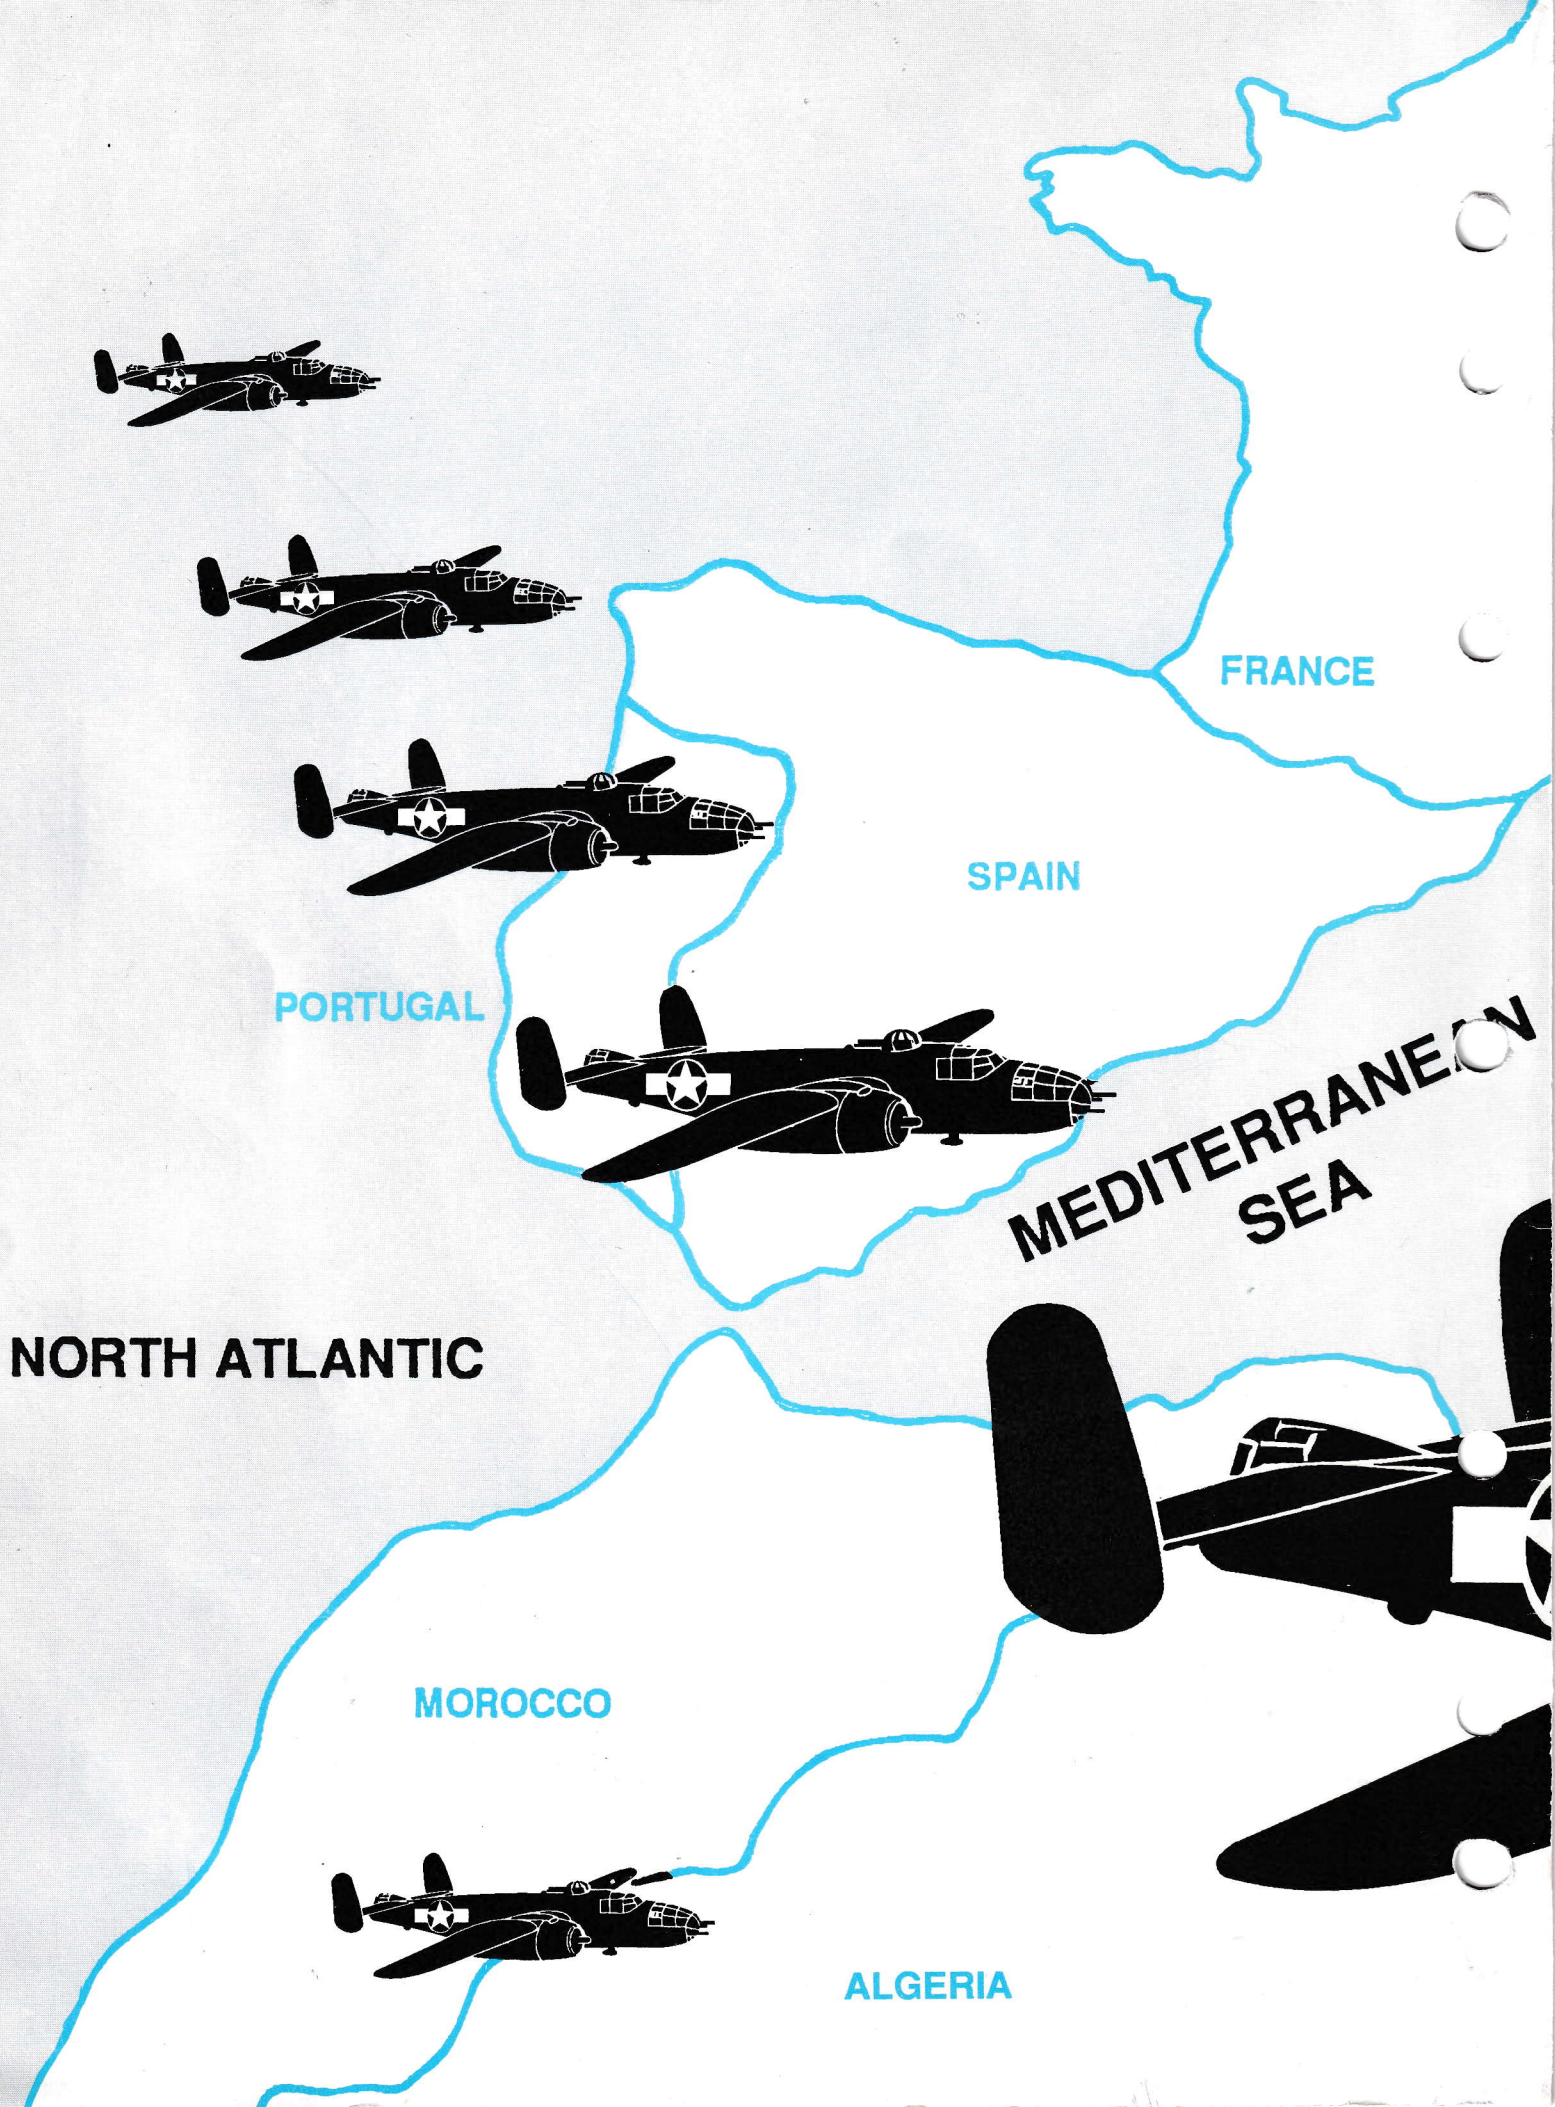 FRANCE
SPAIN
PORTUGAL
MEDITERRANEAN
SEA
NORTH ATLANTIC
MOROCCO
ALGERIA